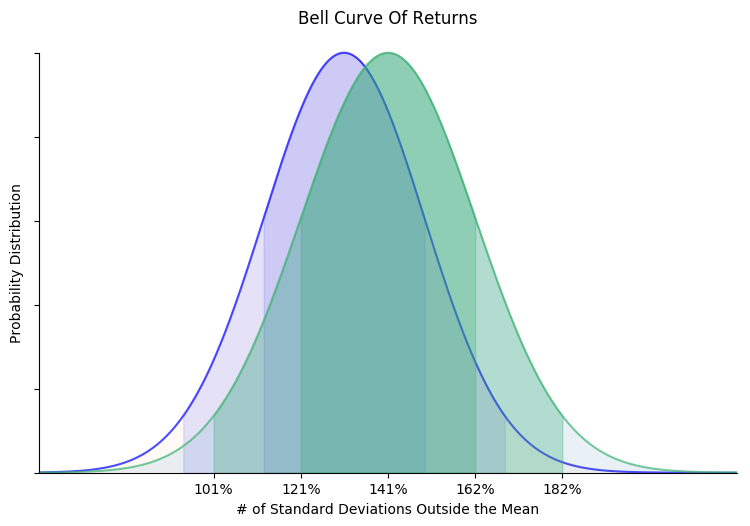 Bell Curve Of Returns
Probability Distribution
101% 121% 141% 162% 182%
# of Standard Deviations Outside the Mean